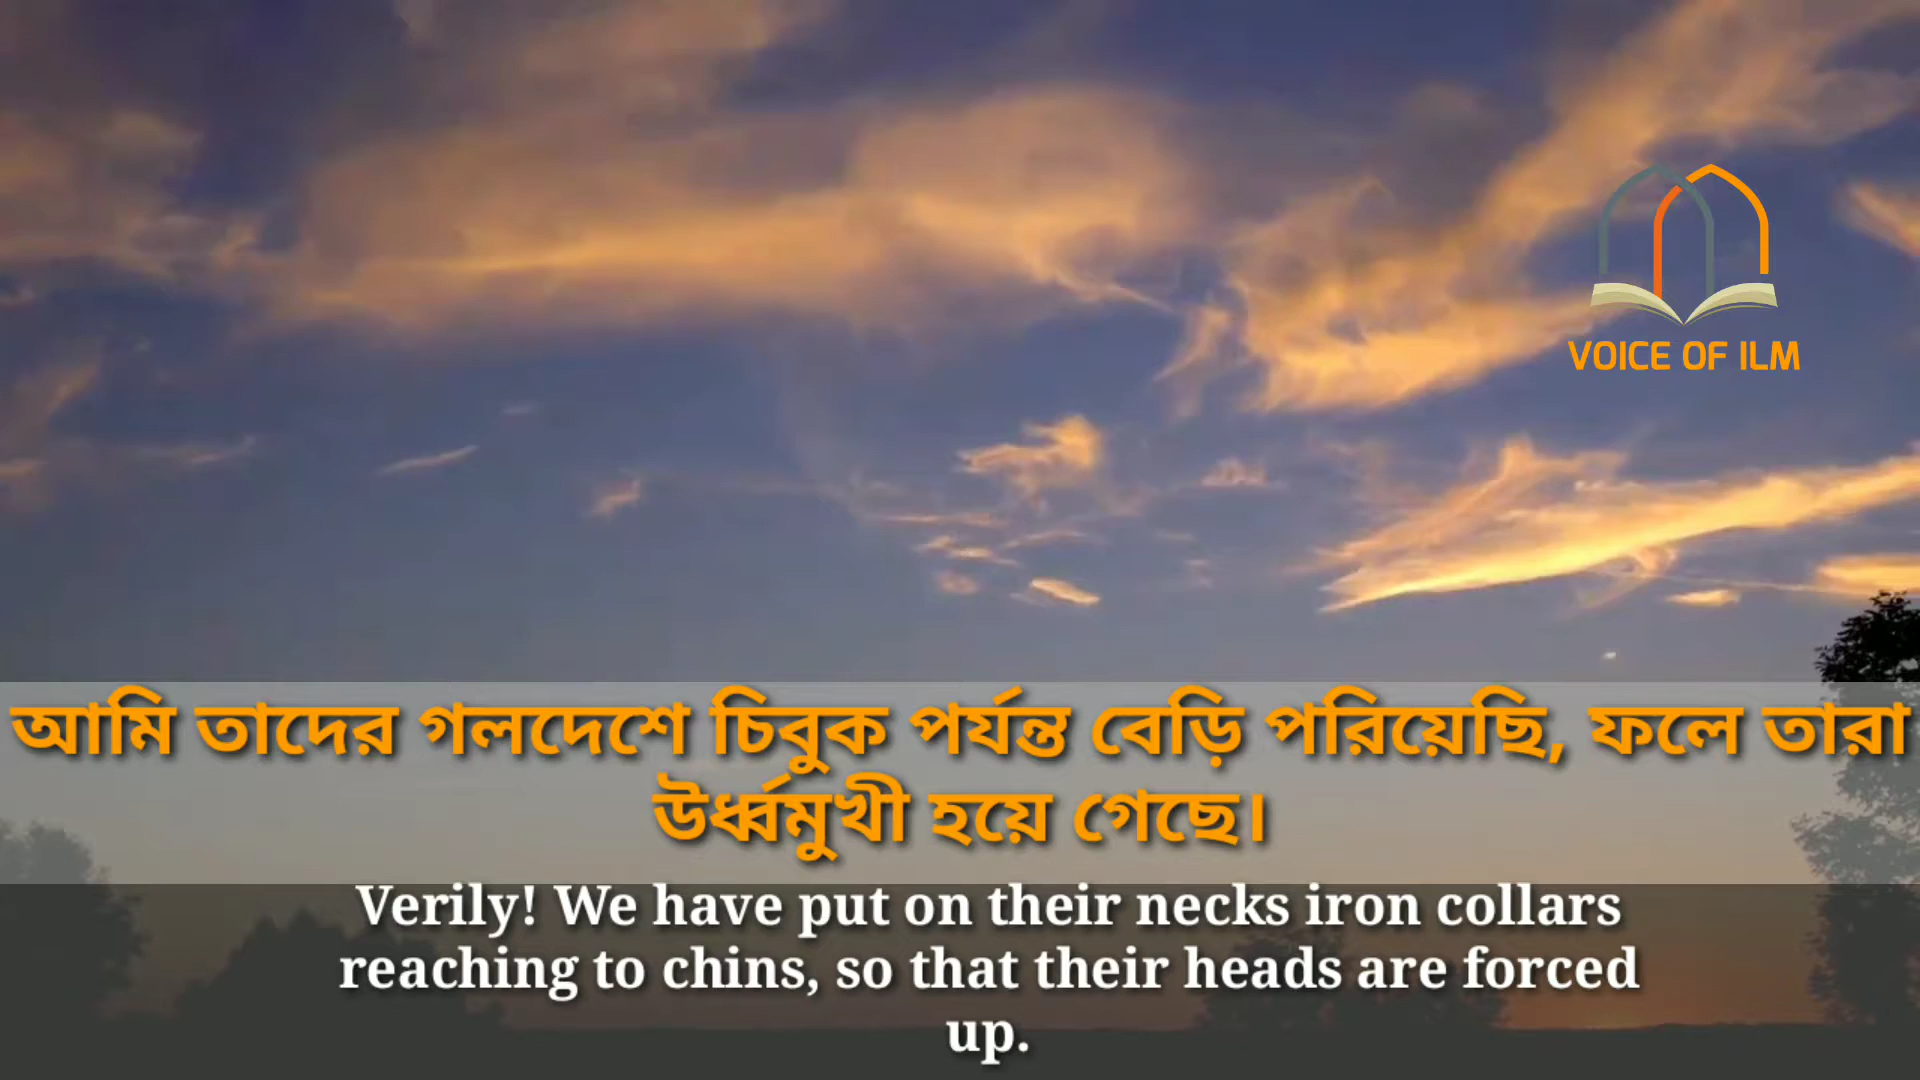 VOICE OF ILM
আমি তাদের গলদেশে চিবুক পর্যন্ত বেড়ি পরিয়েছি, ফলে তারা
উর্ধ্বমুখী হয়ে গেছে।
Verily! We have put on their necks iron collars
reaching to chins, so that their heads are forced
up.